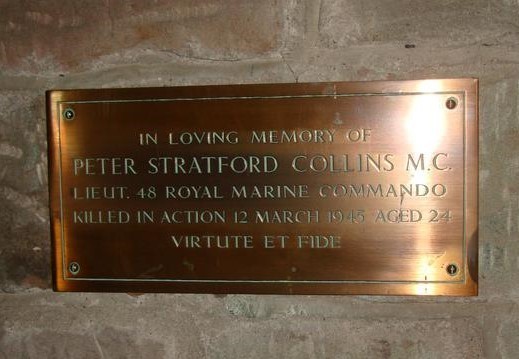 IN LOVING MEMORY OF
PETER STRATFORD COLLINS M.C.
LIEUT. 48 ROYAL MARINE COMMANDO
KILLED IN ACTION 12 MARCH 1945 AGED 24
VIRTUTE ET FIDE